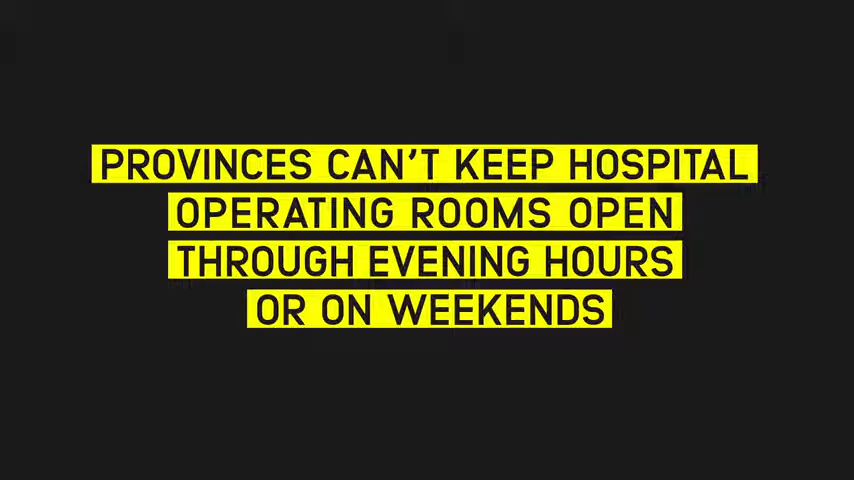 PROVINCES CAN'T KEEP HOSPITAL
OPERATING ROOMS OPEN
THROUGH EVENING HOURS
OR ON WEEKENDS